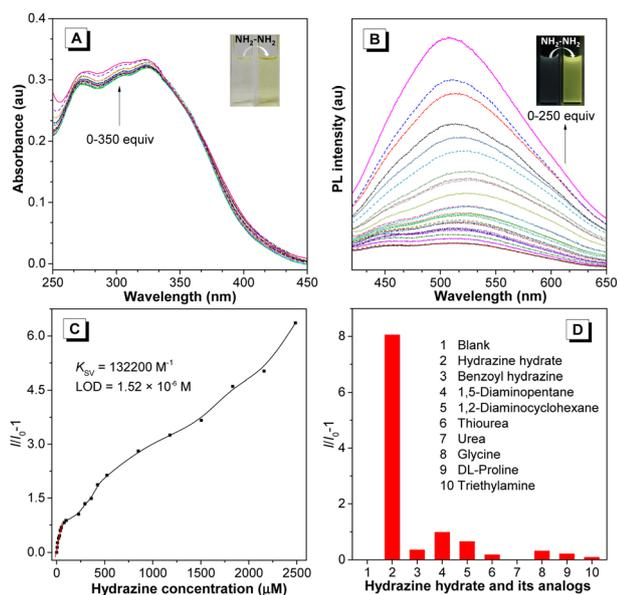 A
NH₂-NH₂
0-350 equiv
Absorbance (au)
0.4
0.3
0.2
0.1
0.0
250 300 350 400 450
Wavelength (nm)
B
NH₂-NH₂
0-250 equiv
PL intensity (au)
450 500 550 600 650
Wavelength (nm)
C
KSV = 132200 M⁻¹
LOD = 1.52 × 10⁻⁶ M
I/I₀-1
6.0
4.5
3.0
1.5
0.0
0 500 1000 1500 2000 2500
Hydrazine concentration (µM)
D
1 Blank
2 Hydrazine hydrate
3 Benzoyl hydrazine
4 1,5-Diaminopentane
5 1,2-Diaminocyclohexane
6 Thiourea
7 Urea
8 Glycine
9 DL-Proline
10 Triethylamine
I/I₀-1
8
6
4
2
0
1 2 3 4 5 6 7 8 9 10
Hydrazine hydrate and its analogs